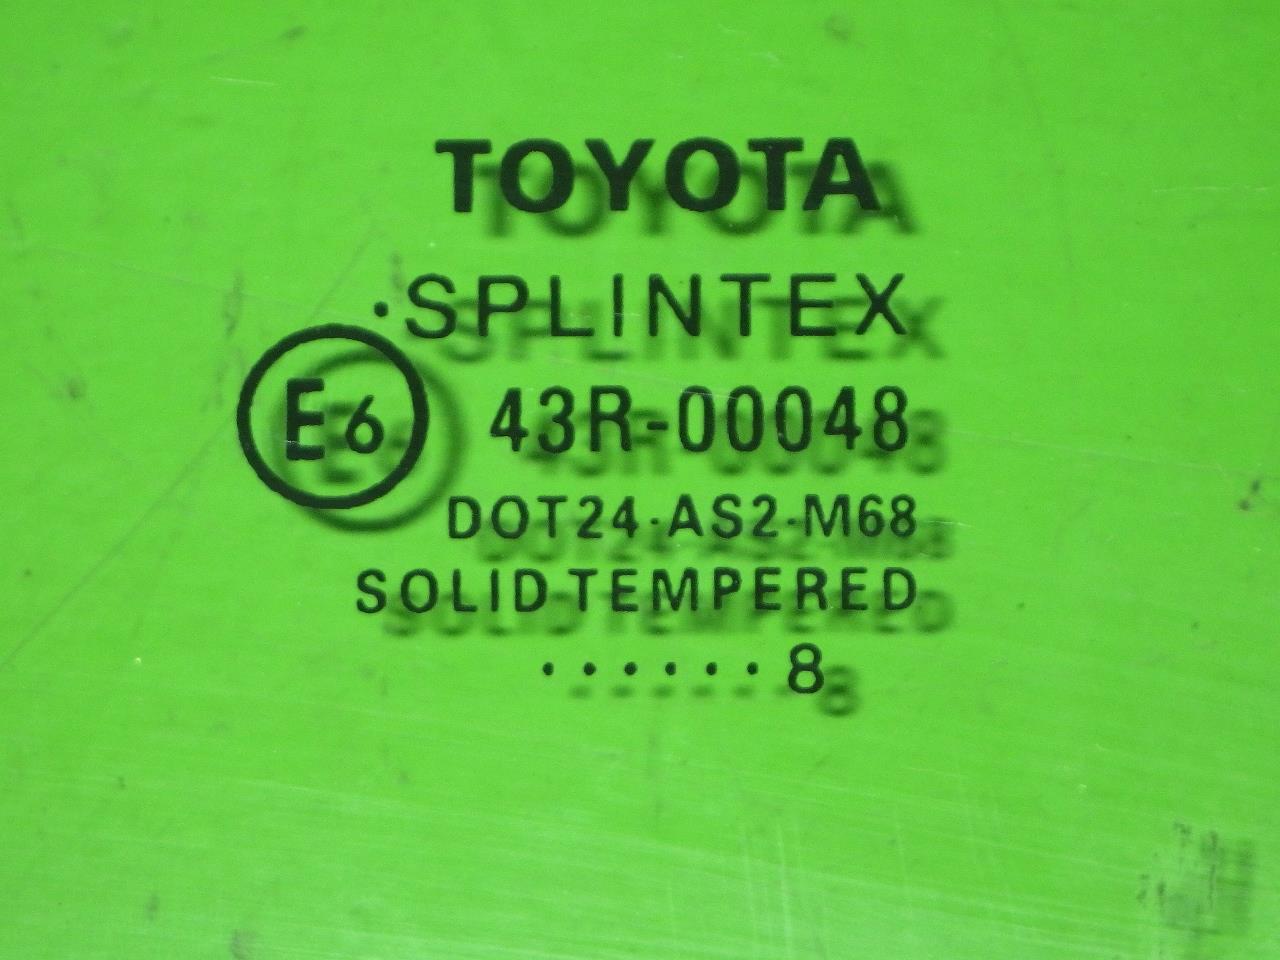 TOYOTA
·SPLINTEX
E6 43R-00048
DOT24·AS2·M68
SOLID TEMPERED
······8